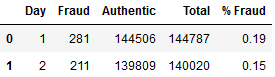 Day Fraud Authentic Total % Fraud
0 1 281 144506 144787 0.19
1 2 211 139809 140020 0.15